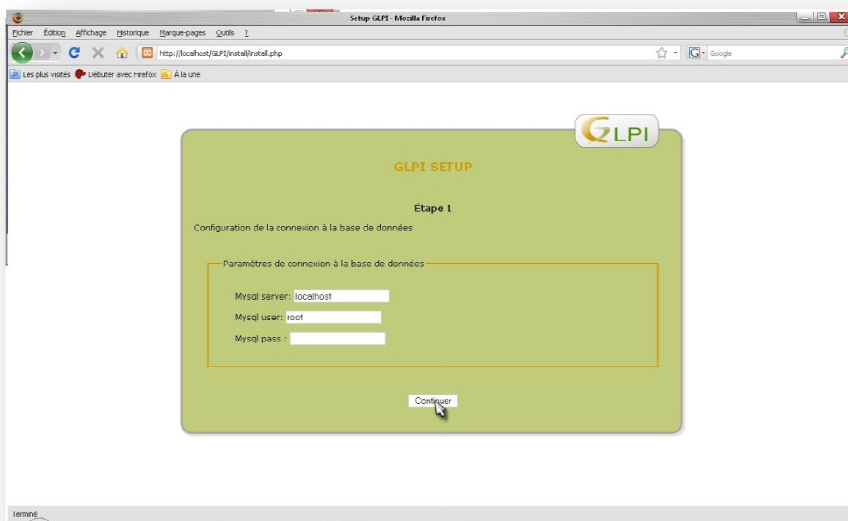 Setup GLPI - Mozilla Firefox
Fichier Édition Affichage Historique Marque-pages Outils ?
http://localhost/GLPI/install/install.php
Google
Les plus visités Débuter avec Firefox À la une
GLPI
GLPI SETUP
Étape 1
Configuration de la connexion à la base de données
Paramètres de connexion à la base de données
Mysql server: localhost
Mysql user: root
Mysql pass :
Continuer
Terminé